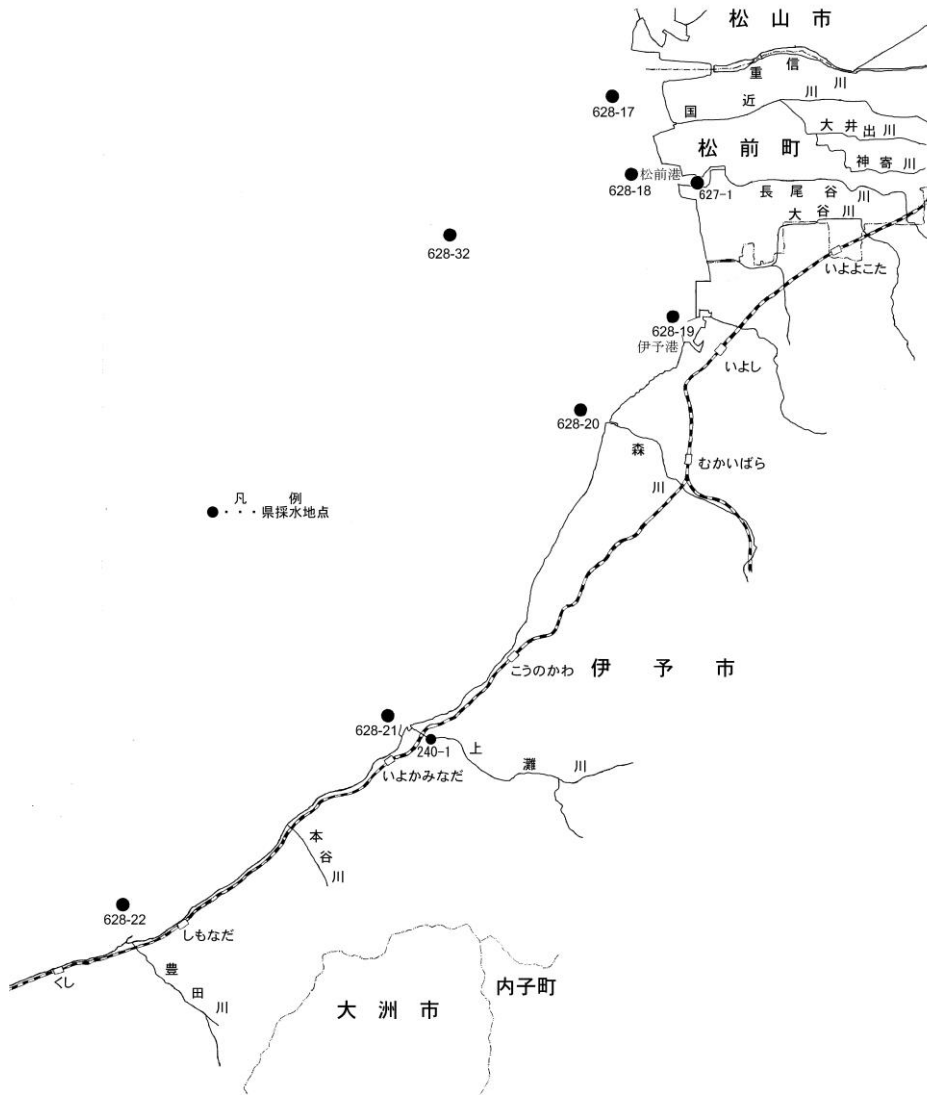 松山市
重信川
628-17
国近川
大井出川
松前町
神寄川
松前港
628-18
627-1
長尾谷川
大谷川
628-32
いよよこた
628-19
伊予港
いよし
628-20
森川
むかいばら
凡例
●・・・県採水地点
こうのかわ
伊予市
628-21
240-1
上灘川
いよかみなだ
本谷川
628-22
しもなだ
くし
豊田川
内子町
大洲市